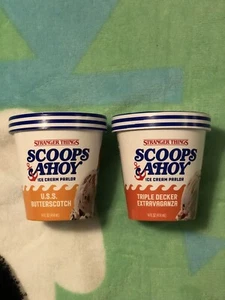 STRANGER THINGS
SCOOPS
AHOY
ICE CREAM PARLOR
U.S.S.
BUTTERSCOTCH
STRANGER THINGS
SCOOPS
AHOY
ICE CREAM PARLOR
TRIPLE DECKER
EXTRAVAGANZA